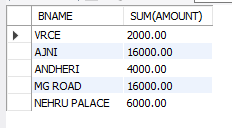 BNAME SUM(AMOUNT)
VRCE 2000.00
AJNI 16000.00
ANDHERI 4000.00
MG ROAD 16000.00
NEHRU PALACE 6000.00